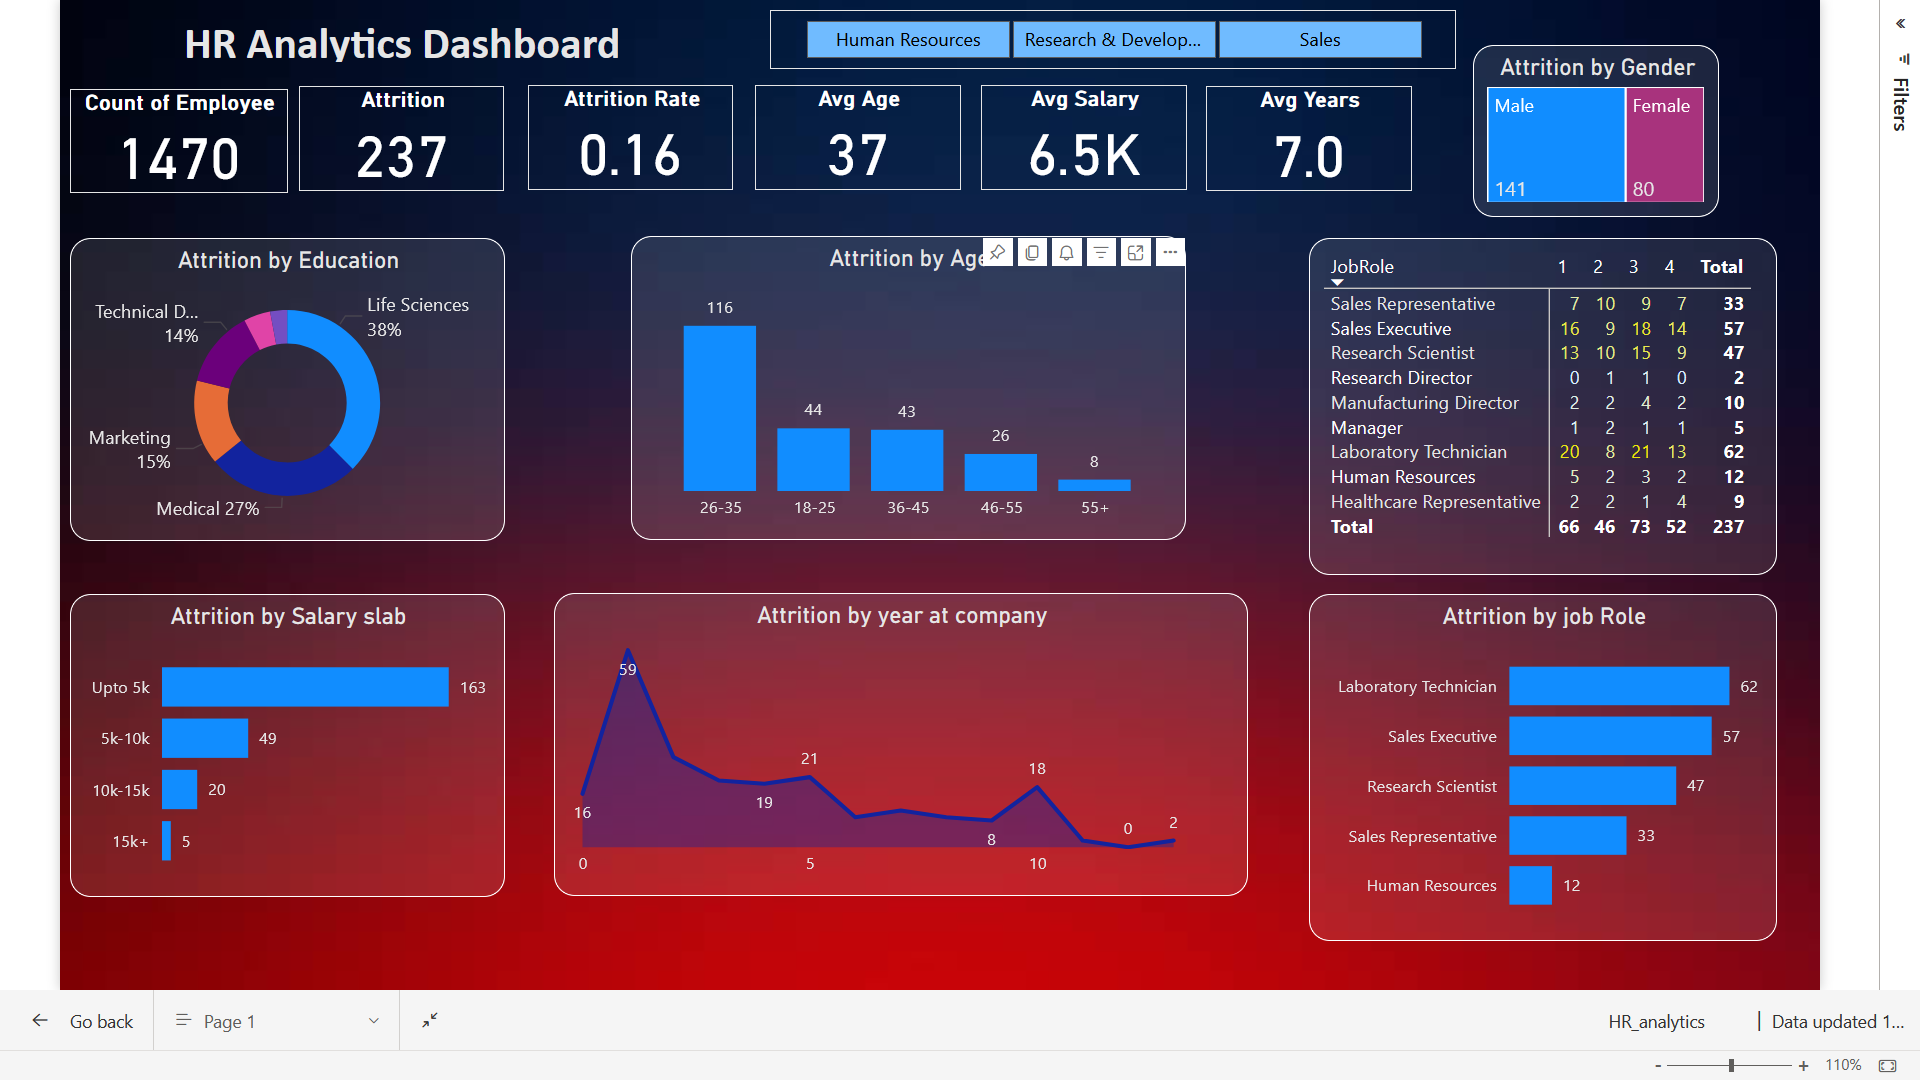 HR Analytics Dashboard
Human Resources
Research & Develop...
Sales
Count of Employee
1470
Attrition
237
Attrition Rate
0.16
Avg Age
37
Avg Salary
6.5K
Avg Years
7.0
Attrition by Gender
Male
Female
141
80
Filters
Attrition by Education
Technical D...
14%
Life Sciences
38%
Marketing
15%
Medical 27%
Attrition by Age
116
44
43
26
8
26-35 18-25 36-45 46-55 55+
JobRole 1 2 3 4 Total
Sales Representative 7 10 9 7 33
Sales Executive 16 9 18 14 57
Research Scientist 13 10 15 9 47
Research Director 0 1 1 0 2
Manufacturing Director 2 2 4 2 10
Manager 1 2 1 1 5
Laboratory Technician 20 8 21 13 62
Human Resources 5 2 3 2 12
Healthcare Representative 2 2 1 4 9
Total 66 46 73 52 237
Attrition by Salary slab
Upto 5k 163
5k-10k 49
10k-15k 20
15k+ 5
Attrition by year at company
59
16
19
21
8
18
0
2
0 5 10
Attrition by job Role
Laboratory Technician 62
Sales Executive 57
Research Scientist 47
Sales Representative 33
Human Resources 12
Go back
Page 1
HR_analytics | Data updated 1...
- + 110%